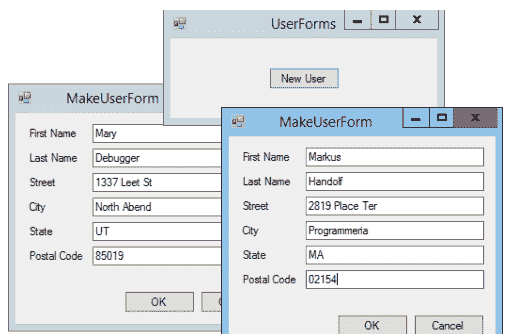 UserForms
New User
MakeUserForm
First Name Mary
Last Name Debugger
Street 1337 Leet St
City North Abend
State UT
Postal Code 85019
OK
MakeUserForm
First Name Markus
Last Name Handolf
Street 2819 Place Ter
City Programmeria
State MA
Postal Code 02154
OK Cancel